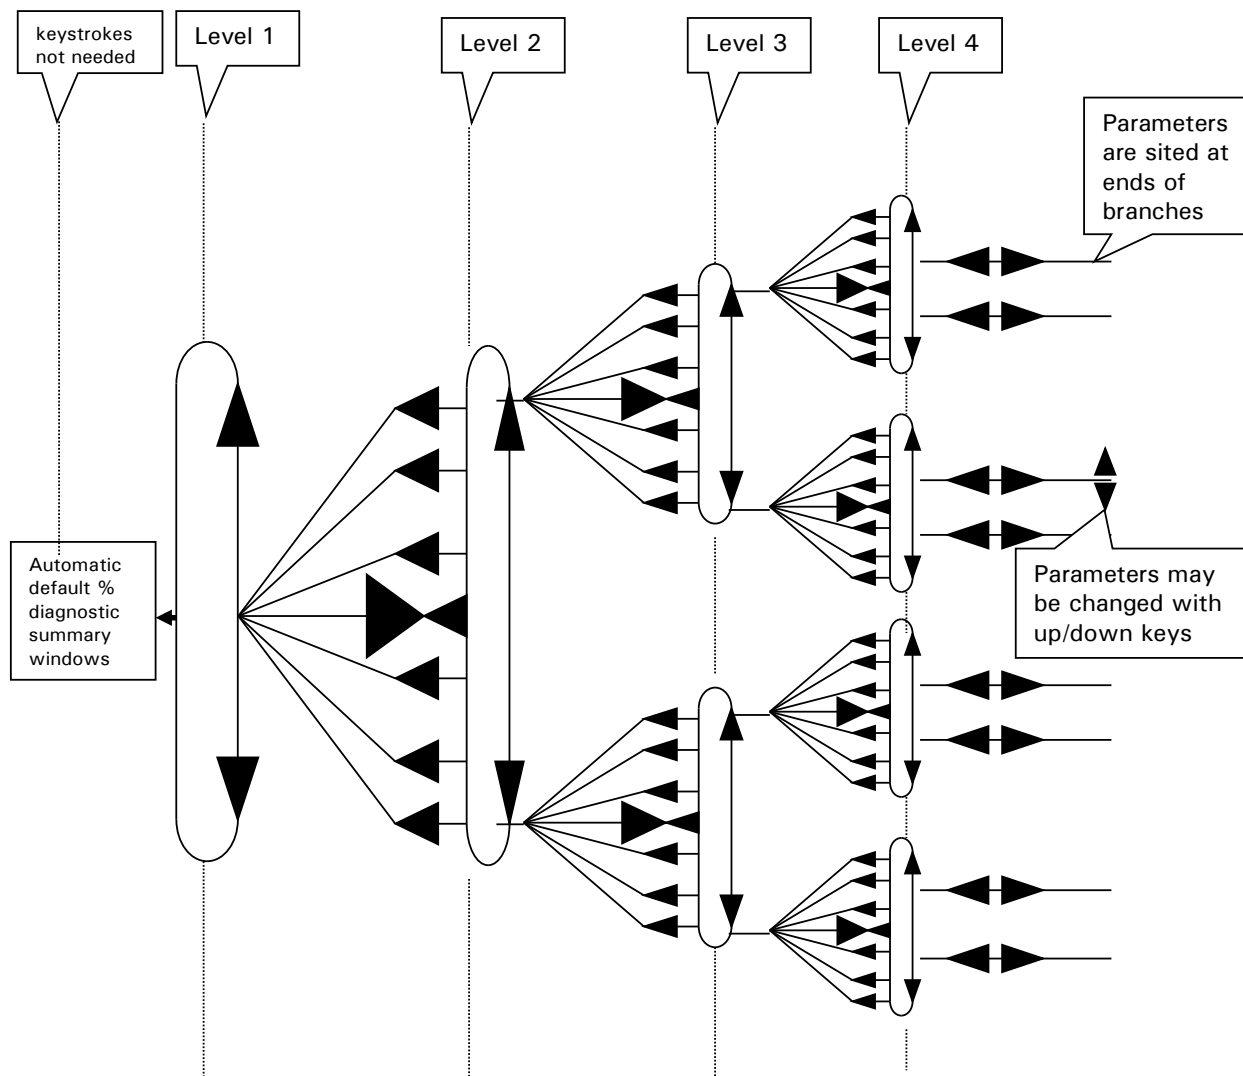 keystrokes
not needed
Level 1
Level 2
Level 3
Level 4
Parameters
are sited at
ends of
branches
Automatic
default %
diagnostic
summary
windows
Parameters may
be changed with
up/down keys